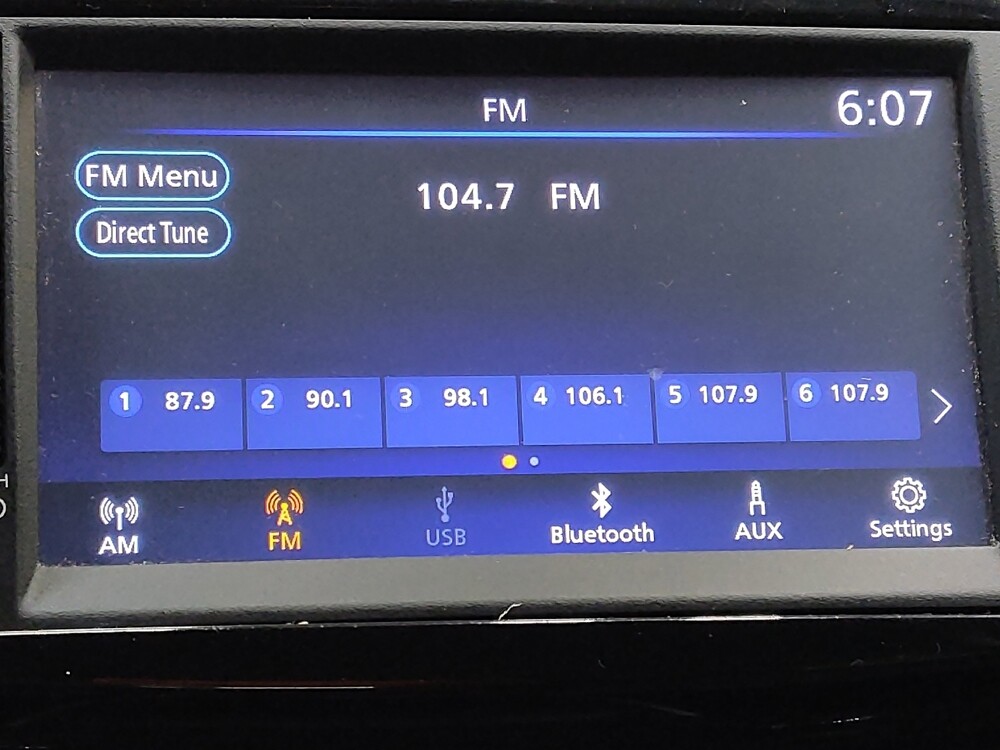 FM 6:07
FM Menu
104.7 FM
Direct Tune
1 87.9 2 90.1 3 98.1 4 106.1 5 107.9 6 107.9
AM FM USB Bluetooth AUX Settings